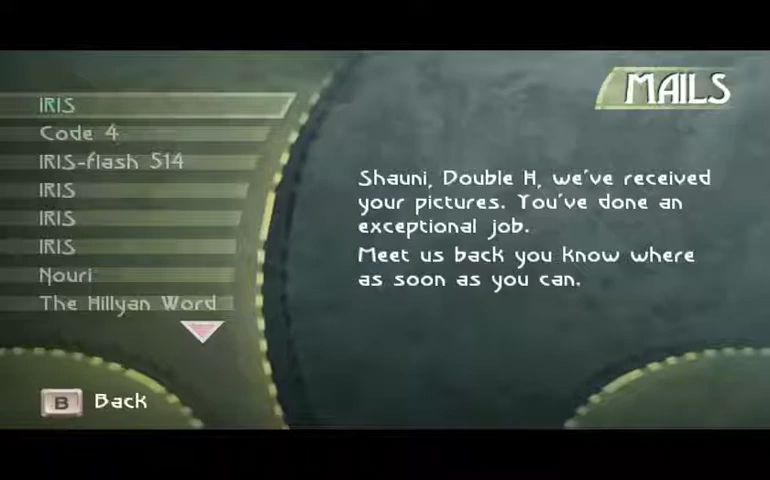 MAILS
IRIS
Code 4
IRIS-flash 514
IRIS
IRIS
IRIS
Nouri
The Hillyan Word
Shauni, Double H, we've received
your pictures. You've done an
exceptional job.
Meet us back you know where
as soon as you can.
B Back